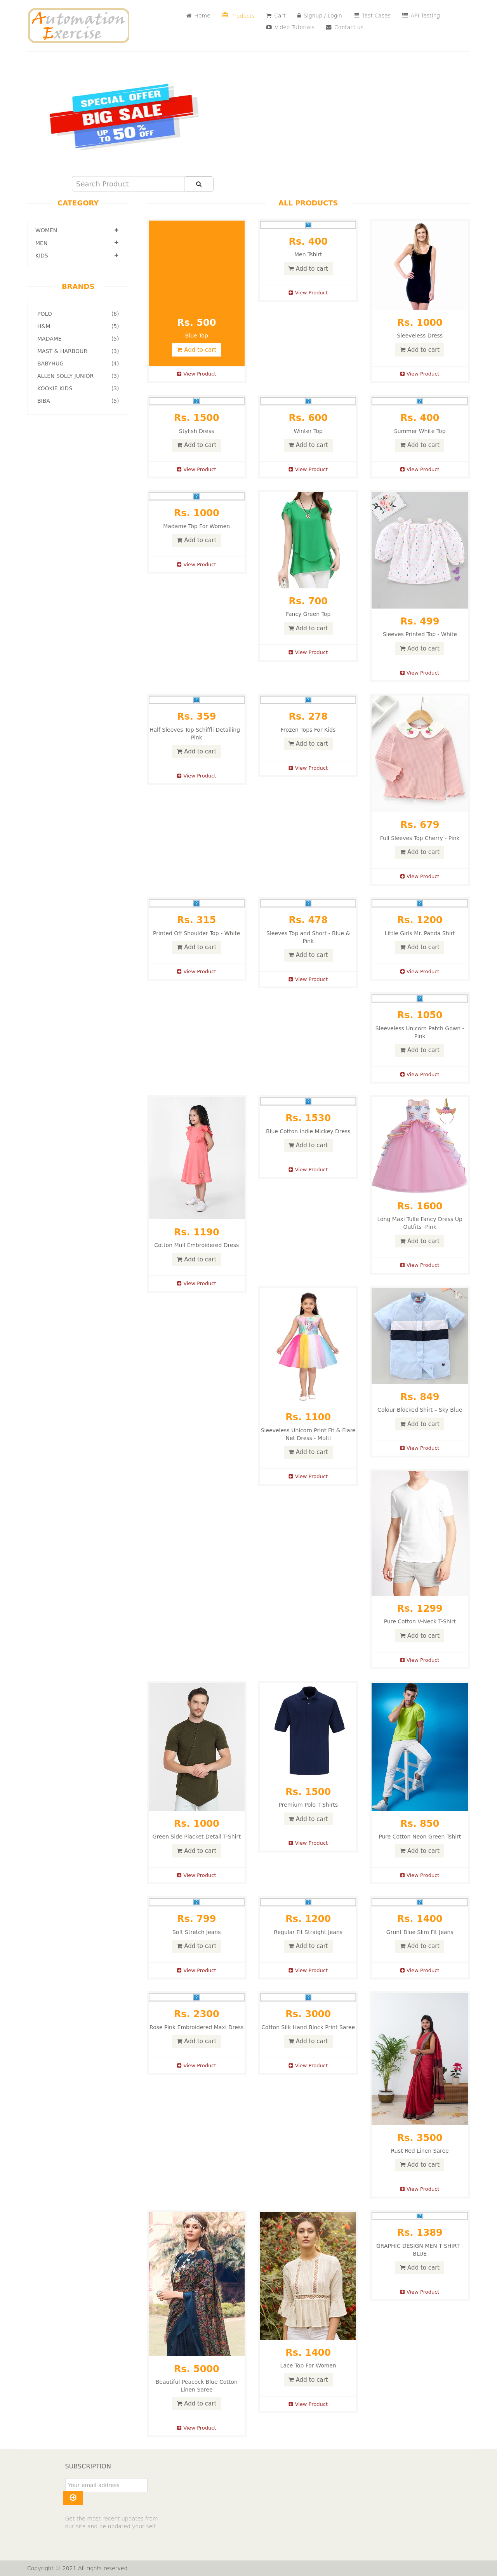 Automation
Exercise
Home
Products
Cart
Signup / Login
Test Cases
API Testing
Video Tutorials
Contact us
SPECIAL OFFER
BIG SALE
UP TO 50% OFF
Search Product
CATEGORY
WOMEN
MEN
KIDS
BRANDS
POLO (6)
H&M (5)
MADAME (5)
MAST & HARBOUR (3)
BABYHUG (4)
ALLEN SOLLY JUNIOR (3)
KOOKIE KIDS (3)
BIBA (5)
ALL PRODUCTS
Rs. 500
Blue Top
Add to cart
View Product
Rs. 400
Men Tshirt
Add to cart
View Product
Rs. 1000
Sleeveless Dress
Add to cart
View Product
Rs. 1500
Stylish Dress
Add to cart
View Product
Rs. 600
Winter Top
Add to cart
View Product
Rs. 400
Summer White Top
Add to cart
View Product
Rs. 1000
Madame Top For Women
Add to cart
View Product
Rs. 700
Fancy Green Top
Add to cart
View Product
Rs. 499
Sleeves Printed Top - White
Add to cart
View Product
Rs. 359
Half Sleeves Top Schiffli Detailing -
Pink
Add to cart
View Product
Rs. 278
Frozen Tops For Kids
Add to cart
View Product
Rs. 679
Full Sleeves Top Cherry - Pink
Add to cart
View Product
Rs. 315
Printed Off Shoulder Top - White
Add to cart
View Product
Rs. 478
Sleeves Top and Short - Blue &
Pink
Add to cart
View Product
Rs. 1200
Little Girls Mr. Panda Shirt
Add to cart
View Product
Rs. 1050
Sleeveless Unicorn Patch Gown -
Pink
Add to cart
View Product
Rs. 1190
Cotton Mull Embroidered Dress
Add to cart
View Product
Rs. 1530
Blue Cotton Indie Mickey Dress
Add to cart
View Product
Rs. 1600
Long Maxi Tulle Fancy Dress Up
Outfits -Pink
Add to cart
View Product
Rs. 1100
Sleeveless Unicorn Print Fit & Flare
Net Dress - Multi
Add to cart
View Product
Rs. 849
Colour Blocked Shirt – Sky Blue
Add to cart
View Product
Rs. 1299
Pure Cotton V-Neck T-Shirt
Add to cart
View Product
Rs. 1000
Green Side Placket Detail T-Shirt
Add to cart
View Product
Rs. 1500
Premium Polo T-Shirts
Add to cart
View Product
Rs. 850
Pure Cotton Neon Green Tshirt
Add to cart
View Product
Rs. 799
Soft Stretch Jeans
Add to cart
View Product
Rs. 1200
Regular Fit Straight Jeans
Add to cart
View Product
Rs. 1400
Grunt Blue Slim Fit Jeans
Add to cart
View Product
Rs. 2300
Rose Pink Embroidered Maxi Dress
Add to cart
View Product
Rs. 3000
Cotton Silk Hand Block Print Saree
Add to cart
View Product
Rs. 3500
Rust Red Linen Saree
Add to cart
View Product
Rs. 5000
Beautiful Peacock Blue Cotton
Linen Saree
Add to cart
View Product
Rs. 1400
Lace Top For Women
Add to cart
View Product
Rs. 1389
GRAPHIC DESIGN MEN T SHIRT -
BLUE
Add to cart
View Product
SUBSCRIPTION
Your email address
Get the most recent updates from
our site and be updated your self...
Copyright © 2021 All rights reserved